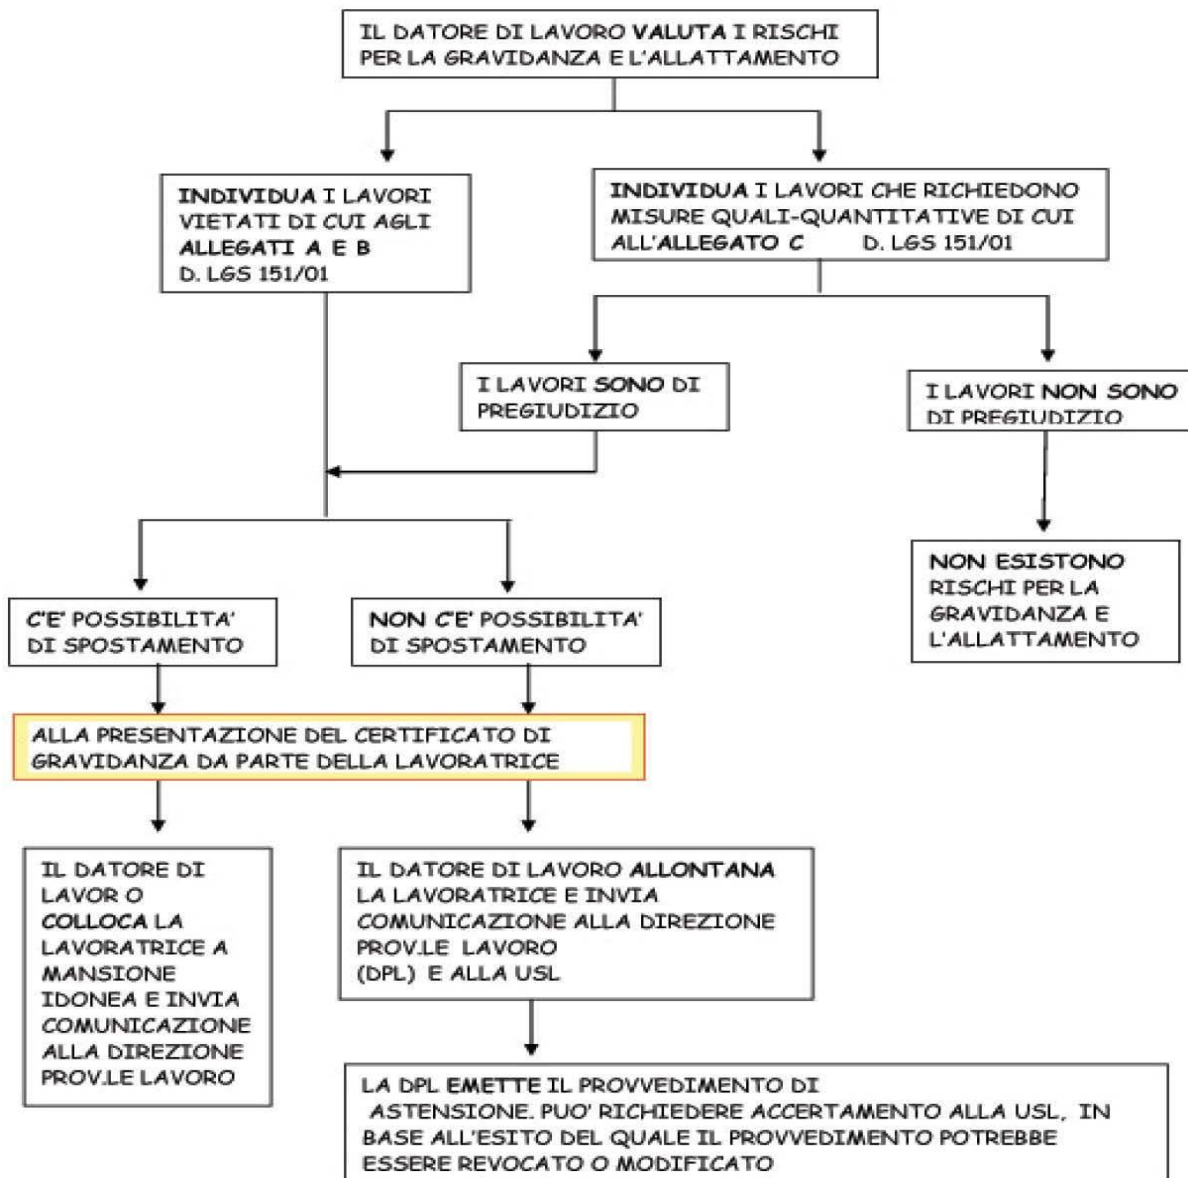 IL DATORE DI LAVORO VALUTA I RISCHI
PER LA GRAVIDANZA E L'ALLATTAMENTO
INDIVIDUA I LAVORI
VIETATI DI CUI AGLI
ALLEGATI A E B
D. LGS 151/01
INDIVIDUA I LAVORI CHE RICHIEDONO
MISURE QUALI-QUANTITATIVE DI CUI
ALL'ALLEGATO C D. LGS 151/01
I LAVORI SONO DI
PREGIUDIZIO
I LAVORI NON SONO
DI PREGIUDIZIO
NON ESISTONO
RISCHI PER LA
GRAVIDANZA E
L'ALLATTAMENTO
C'E' POSSIBILITA'
DI SPOSTAMENTO
NON C'E' POSSIBILITA'
DI SPOSTAMENTO
ALLA PRESENTAZIONE DEL CERTIFICATO DI
GRAVIDANZA DA PARTE DELLA LAVORATRICE
IL DATORE DI
LAVOR O
COLLOCA LA
LAVORATRICE A
MANSIONE
IDONEA E INVIA
COMUNICAZIONE
ALLA DIREZIONE
PROV.LE LAVORO
IL DATORE DI LAVORO ALLONTANA
LA LAVORATRICE E INVIA
COMUNICAZIONE ALLA DIREZIONE
PROV.LE LAVORO
(DPL) E ALLA USL
LA DPL EMETTE IL PROVVEDIMENTO DI
ASTENSIONE. PUO' RICHIEDERE ACCERTAMENTO ALLA USL, IN
BASE ALL'ESITO DEL QUALE IL PROVVEDIMENTO POTREBBE
ESSERE REVOCATO O MODIFICATO